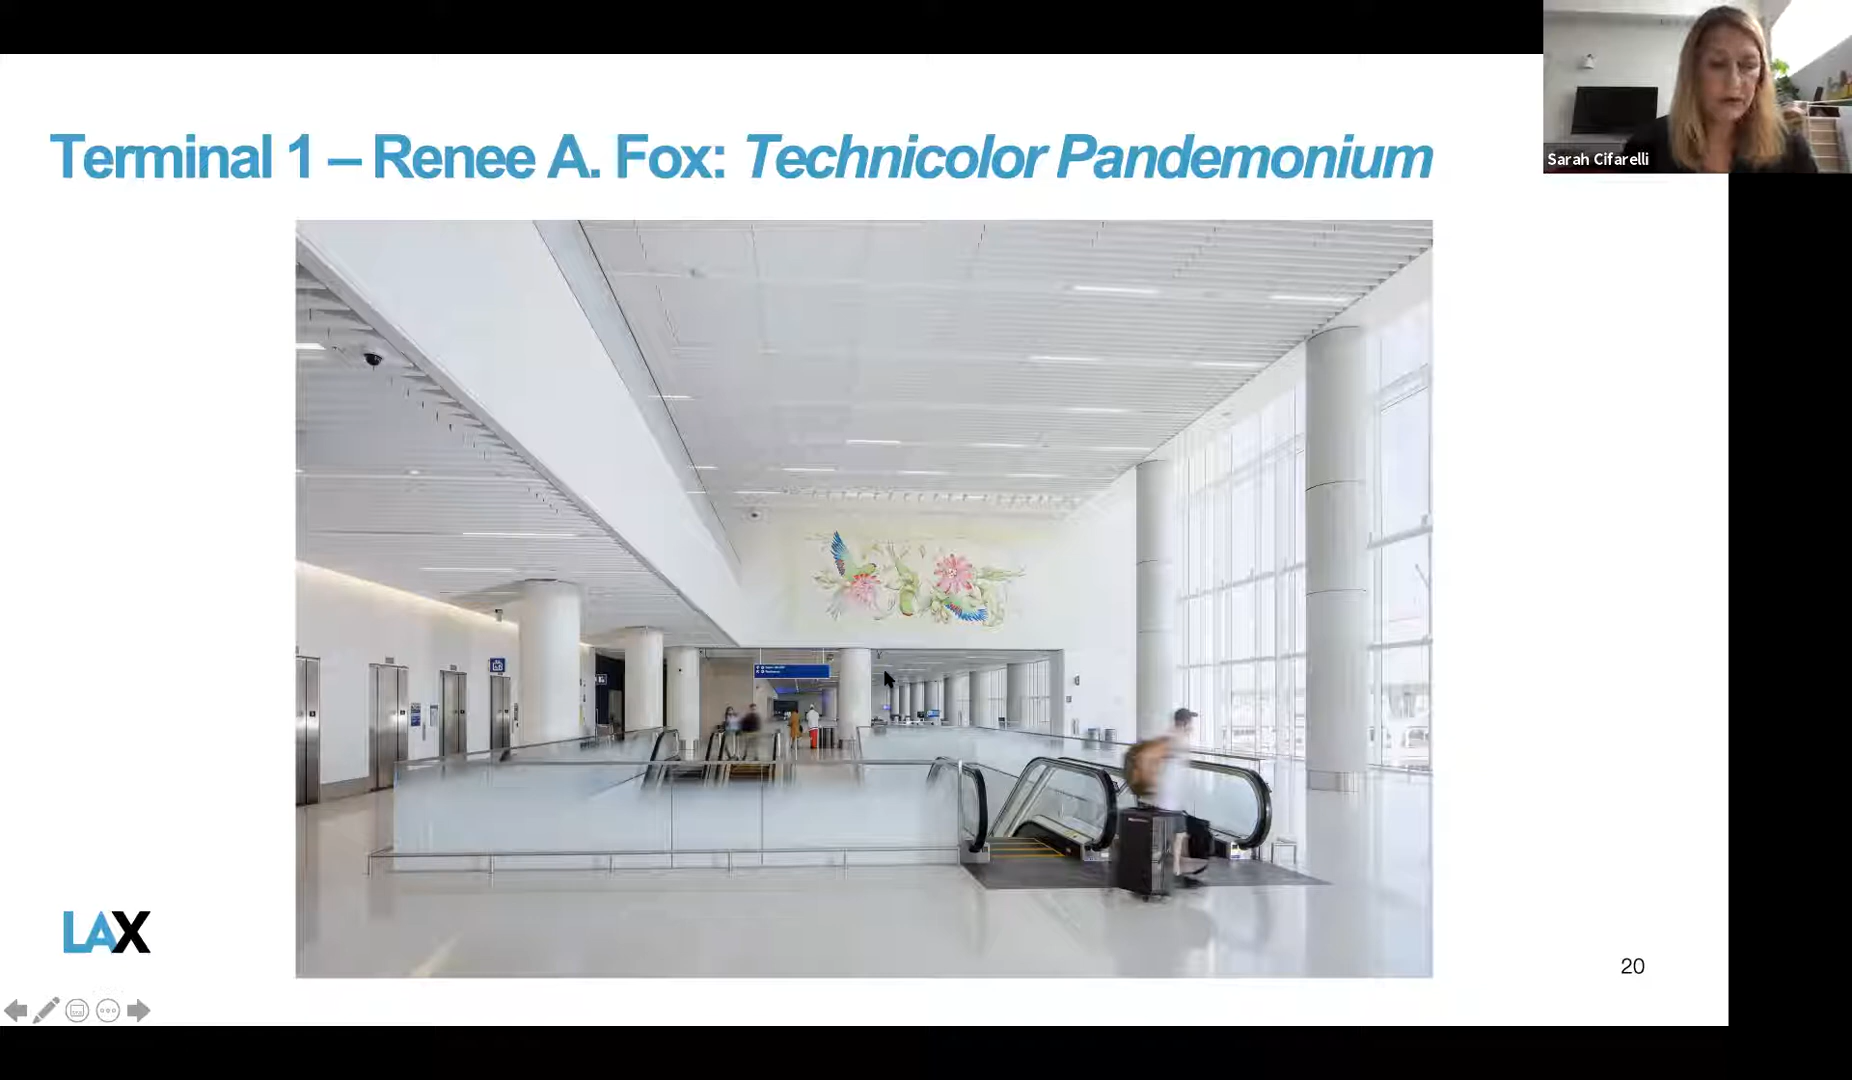 Terminal 1 – Renee A. Fox: Technicolor Pandemonium
Sarah Cifarelli
LAX
20